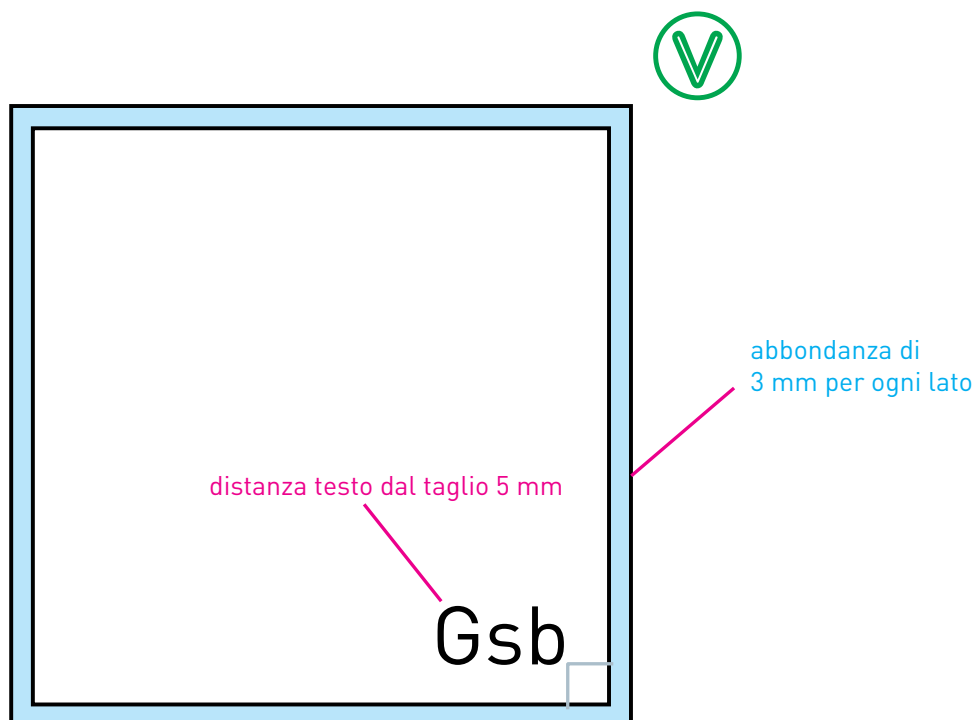 V
abbondanza di
3 mm per ogni lato
distanza testo dal taglio 5 mm
Gsb